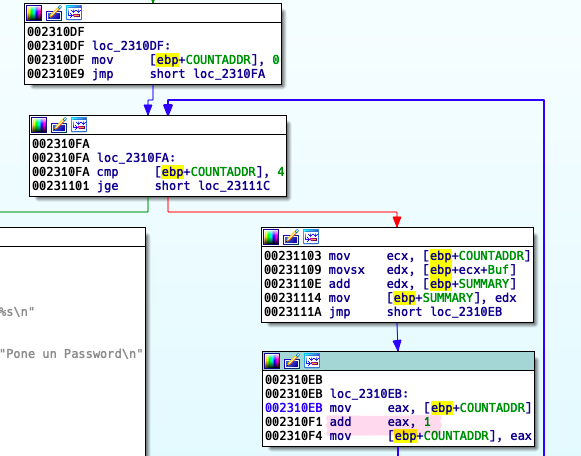 002310DF
002310DF loc_2310DF:
002310DF mov [ebp+COUNTADDR], 0
002310E9 jmp short loc_2310FA
002310FA
002310FA loc_2310FA:
002310FA cmp [ebp+COUNTADDR], 4
00231101 jge short loc_23111C
00231103 mov ecx, [ebp+COUNTADDR]
00231109 movsx edx, [ebp+ecx+Buf]
0023110E add edx, [ebp+SUMMARY]
00231114 mov [ebp+SUMMARY], edx
0023111A jmp short loc_2310EB
%s\n"
"Pone un Password\n"
002310EB
002310EB loc_2310EB:
002310EB mov eax, [ebp+COUNTADDR]
002310F1 add eax, 1
002310F4 mov [ebp+COUNTADDR], eax